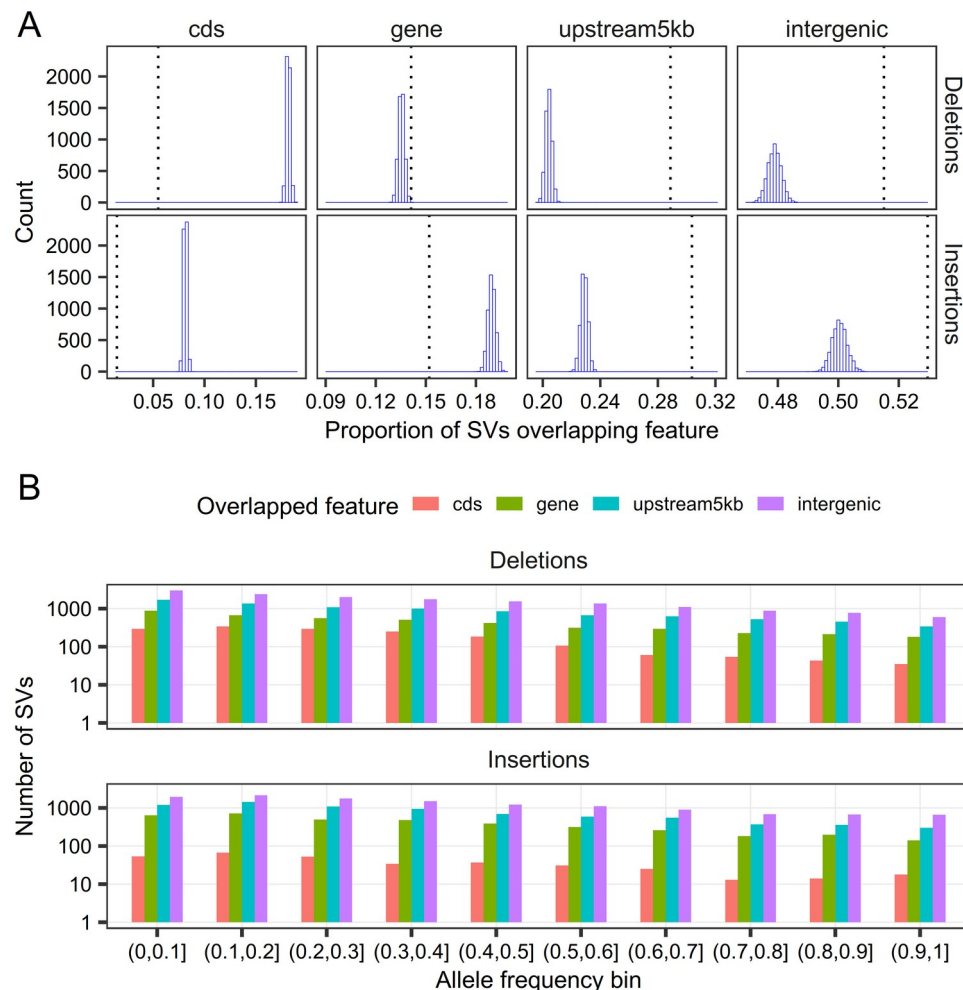 A
cds gene upstream5kb intergenic
2000
1500
1000
500
0
Deletions
Count
2000
1500
1000
500
0
Insertions
0.05 0.10 0.15 0.09 0.12 0.15 0.18 0.20 0.24 0.28 0.32 0.48 0.50 0.52
Proportion of SVs overlapping feature
B
Overlapped feature cds gene upstream5kb intergenic
Deletions
1000
100
10
1
Number of SVs
Insertions
1000
100
10
1
(0,0.1] (0.1,0.2] (0.2,0.3] (0.3,0.4] (0.4,0.5] (0.5,0.6] (0.6,0.7] (0.7,0.8] (0.8,0.9] (0.9,1]
Allele frequency bin